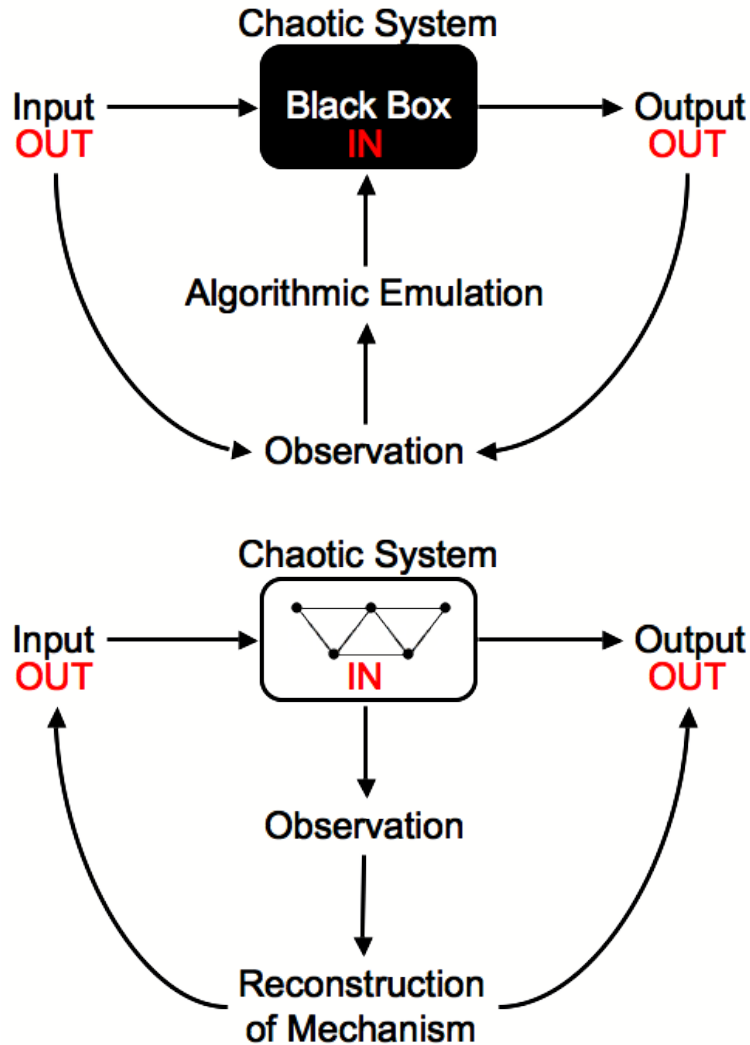 Chaotic System
Input
OUT
Black Box
IN
Output
OUT
Algorithmic Emulation
Observation
Chaotic System
Input
OUT
IN
Output
OUT
Observation
Reconstruction
of Mechanism